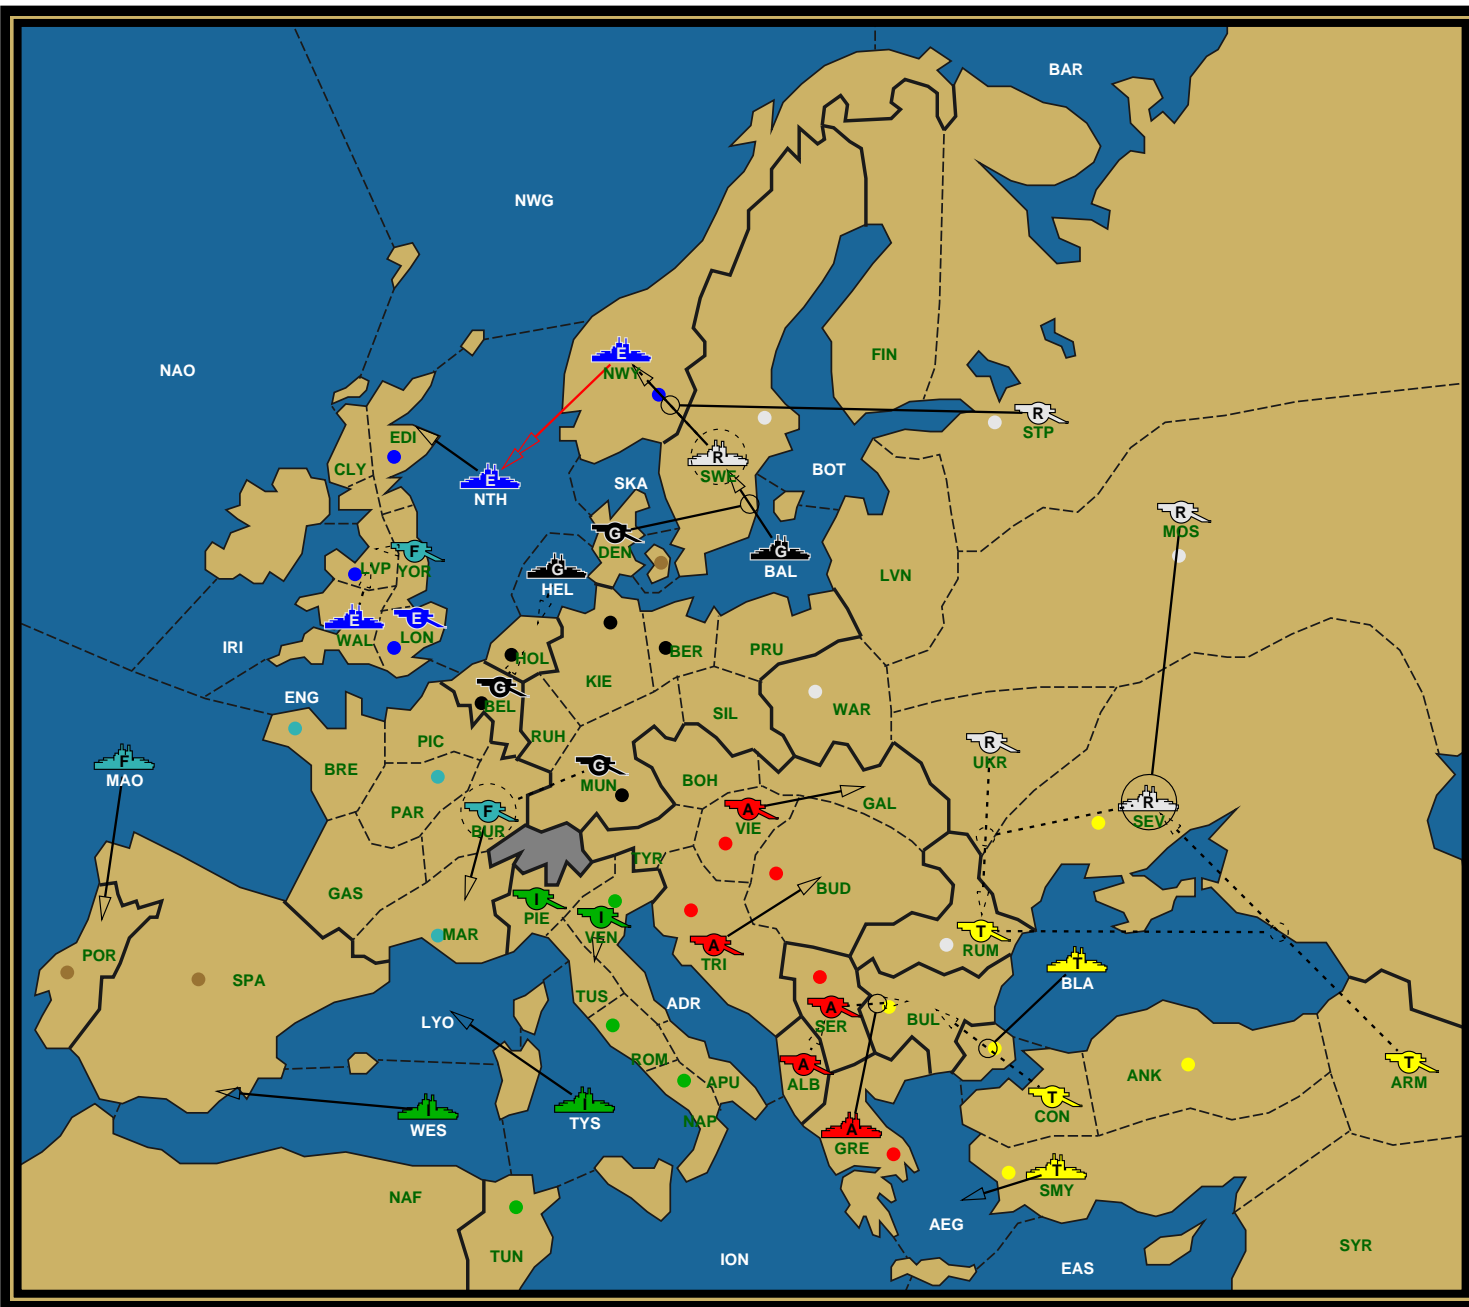 BAR
NWG
NAO
E
NWY
FIN
R
STP
EDI
CLY
E
NTH
SKA
R
SWE
BOT
R
MOS
G
DEN
G
HEL
G
BAL
F
YOR
LVP
LVN
E
WAL
E
LON
IRI
HOL
BER
PRU
KIE
G
BEL
ENG
WAR
SIL
RUH
PIC
R
UKR
F
MAO
BRE
G
MUN
BOH
GAL
R
SEV
PAR
F
BUR
A
VIE
TYR
BUD
GAS
I
PIE
I
VEN
MAR
A
TRI
T
RUM
POR
SPA
T
BLA
TUS
ADR
A
SER
BUL
LYO
ROM
A
ALB
APU
ANK
T
ARM
I
WES
I
TYS
NAP
T
CON
A
GRE
T
SMY
NAF
AEG
TUN
ION
EAS
SYR